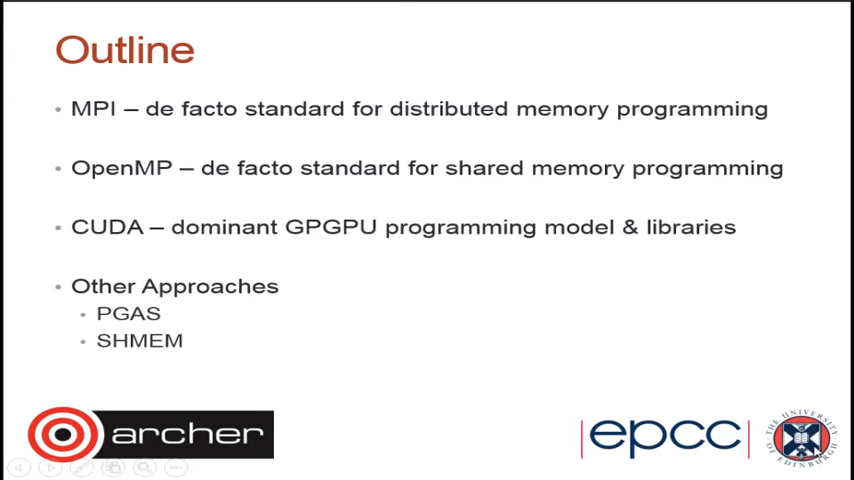 Outline
• MPI – de facto standard for distributed memory programming
• OpenMP – de facto standard for shared memory programming
• CUDA – dominant GPGPU programming model & libraries
• Other Approaches
• PGAS
• SHMEM
archer
epcc
THE UNIVERSITY OF EDINBURGH